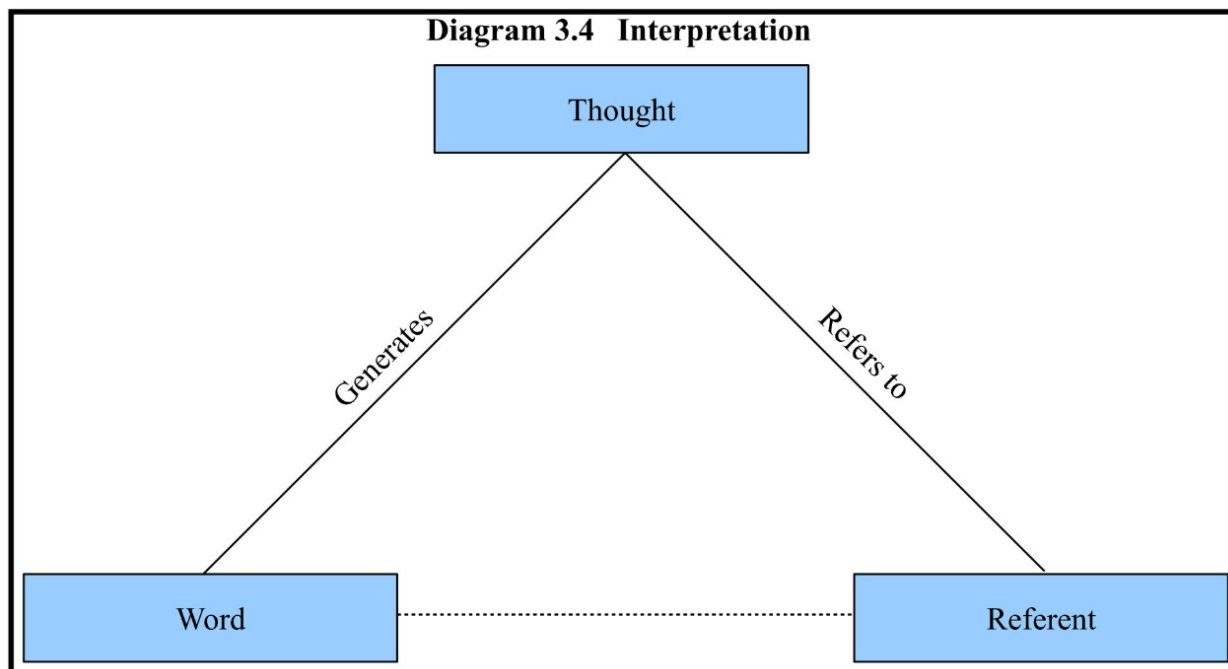 Diagram 3.4 Interpretation
Thought
Generates
Refers to
Word
Referent